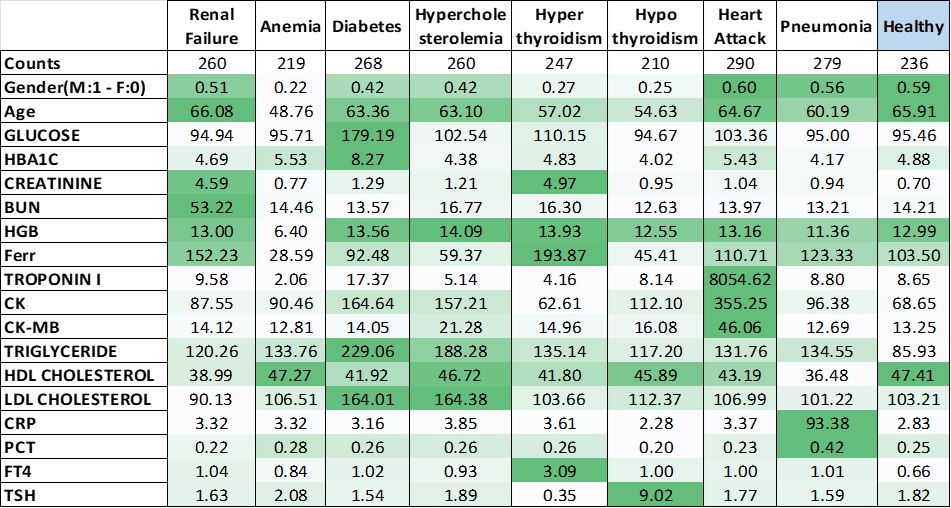 Renal Failure Anemia Diabetes Hyperchole sterolemia Hyper thyroidism Hypo thyroidism Heart Attack Pneumonia Healthy
Counts 260 219 268 260 247 210 290 279 236
Gender(M:1 - F:0) 0.51 0.22 0.42 0.42 0.27 0.25 0.60 0.56 0.59
Age 66.08 48.76 63.36 63.10 57.02 54.63 64.67 60.19 65.91
GLUCOSE 94.94 95.71 179.19 102.54 110.15 94.67 103.36 95.00 95.46
HBA1C 4.69 5.53 8.27 4.38 4.83 4.02 5.43 4.17 4.88
CREATININE 4.59 0.77 1.29 1.21 4.97 0.95 1.04 0.94 0.70
BUN 53.22 14.46 13.57 16.77 16.30 12.63 13.97 13.21 14.21
HGB 13.00 6.40 13.56 14.09 13.93 12.55 13.16 11.36 12.99
Ferr 152.23 28.59 92.48 59.37 193.87 45.41 110.71 123.33 103.50
TROPONIN I 9.58 2.06 17.37 5.14 4.16 8.14 8054.62 8.80 8.65
CK 87.55 90.46 164.64 157.21 62.61 112.10 355.25 96.38 68.65
CK-MB 14.12 12.81 14.05 21.28 14.96 16.08 46.06 12.69 13.25
TRIGLYCERIDE 120.26 133.76 229.06 188.28 135.14 117.20 131.76 134.55 85.93
HDL CHOLESTEROL 38.99 47.27 41.92 46.72 41.80 45.89 43.19 36.48 47.41
LDL CHOLESTEROL 90.13 106.51 164.01 164.38 103.66 112.37 106.99 101.22 103.21
CRP 3.32 3.32 3.16 3.85 3.61 2.28 3.37 93.38 2.83
PCT 0.22 0.28 0.26 0.26 0.26 0.20 0.23 0.42 0.25
FT4 1.04 0.84 1.02 0.93 3.09 1.00 1.00 1.01 0.66
TSH 1.63 2.08 1.54 1.89 0.35 9.02 1.77 1.59 1.82